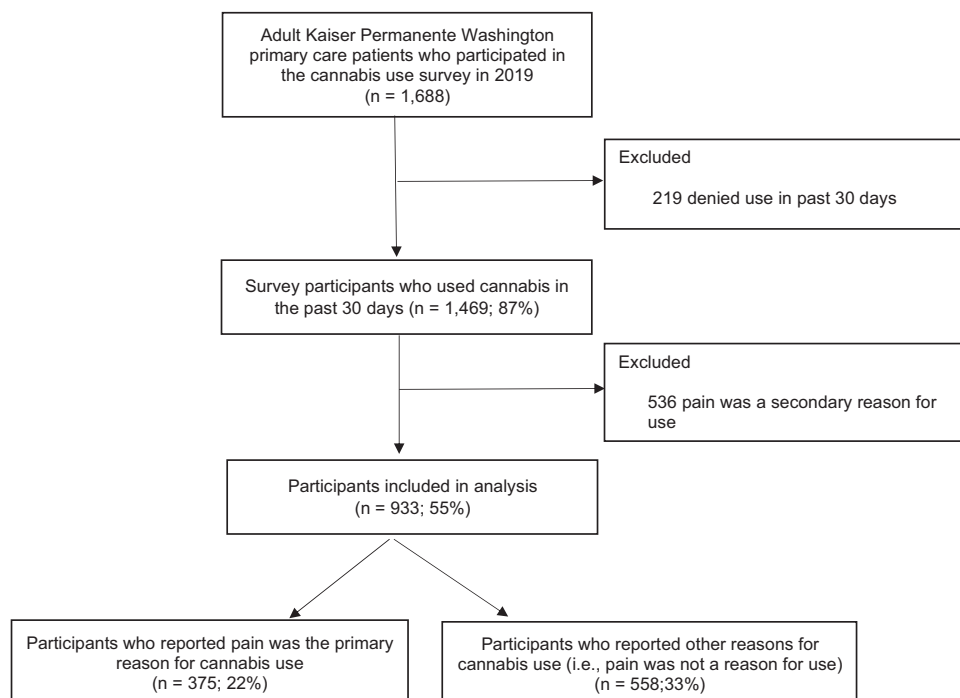 Adult Kaiser Permanente Washington
primary care patients who participated in
the cannabis use survey in 2019
(n = 1,688)
Excluded
219 denied use in past 30 days
Survey participants who used cannabis in
the past 30 days (n = 1,469; 87%)
Excluded
536 pain was a secondary reason for
use
Participants included in analysis
(n = 933; 55%)
Participants who reported pain was the primary
reason for cannabis use
(n = 375; 22%)
Participants who reported other reasons for
cannabis use (i.e., pain was not a reason for use)
(n = 558;33%)